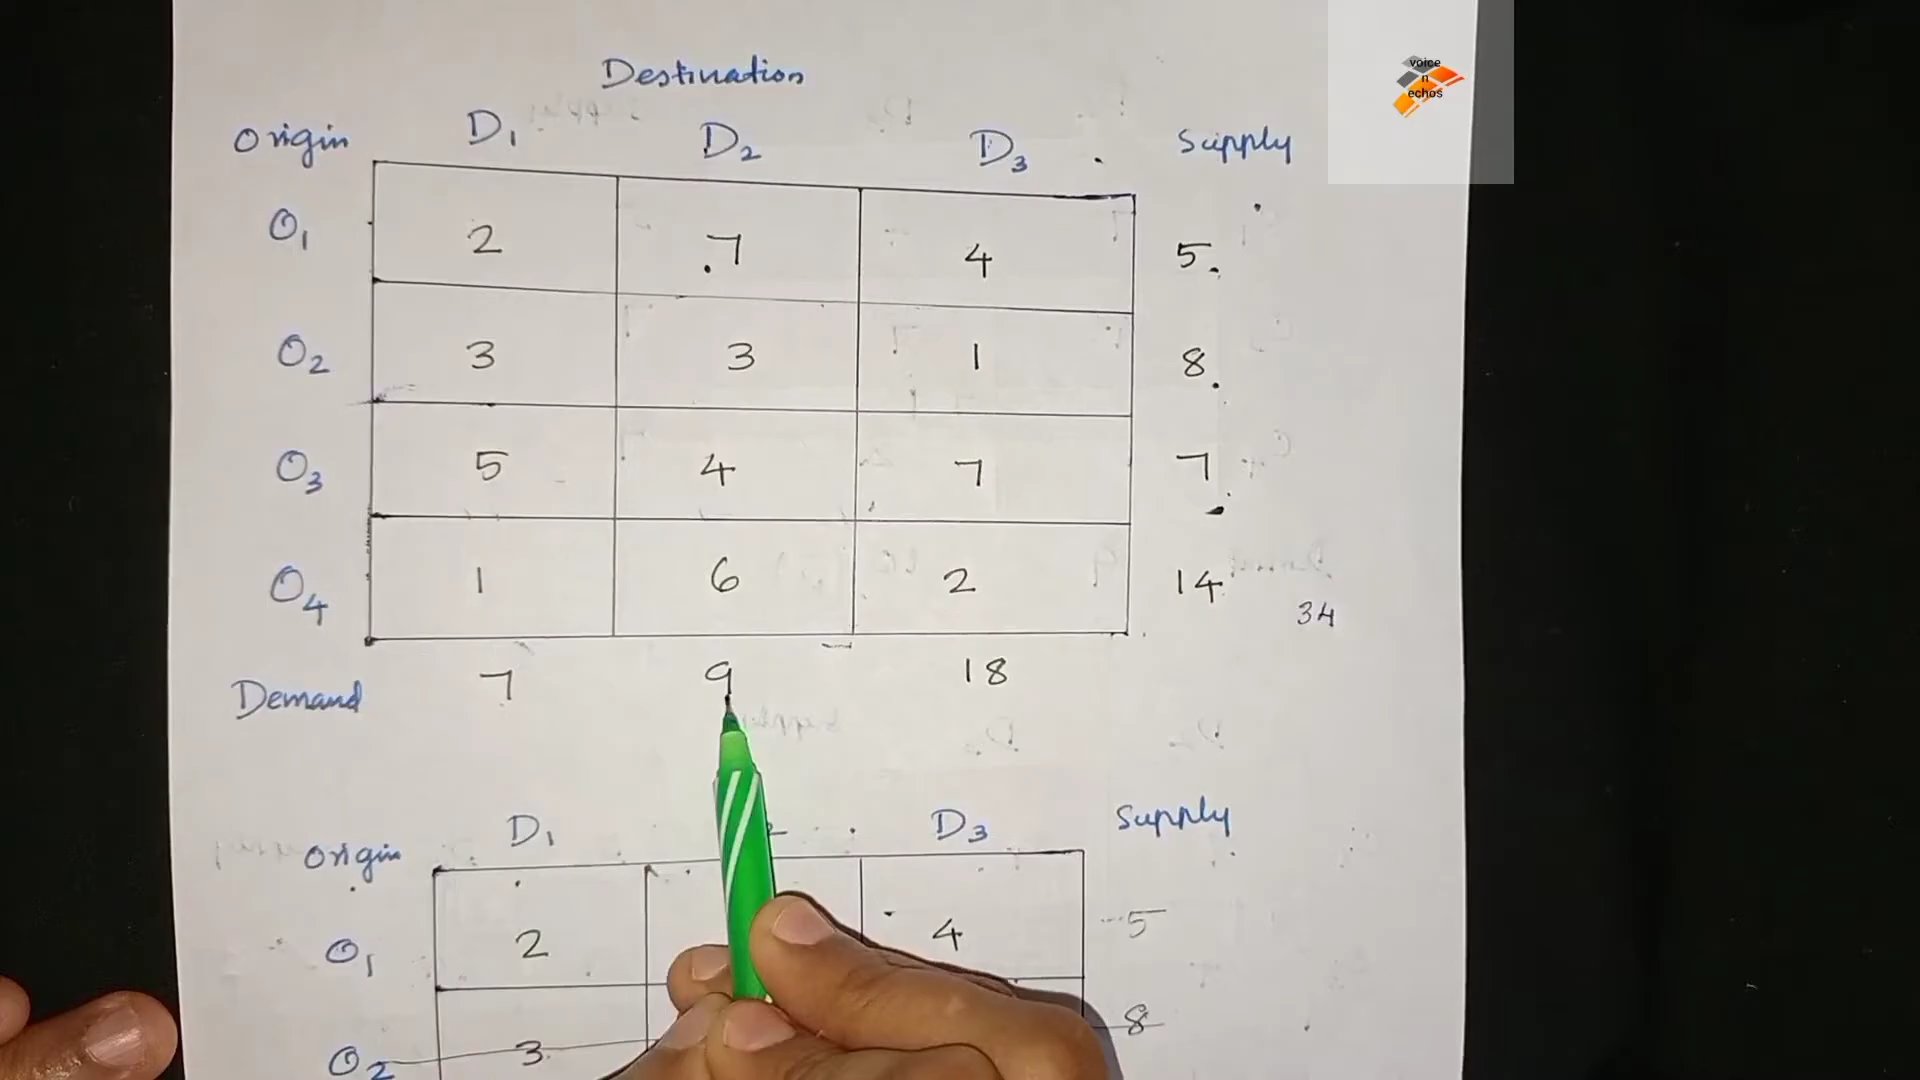 voice
n
echos
Destination
Origin D1 D2 D3 Supply
O1 2 7 4 5
O2 3 3 1 8
O3 5 4 7 7
O4 1 6 2 14
34
Demand 7 9 18
Origin D1 D3 Supply
O1 2 4 5
O2 3 8